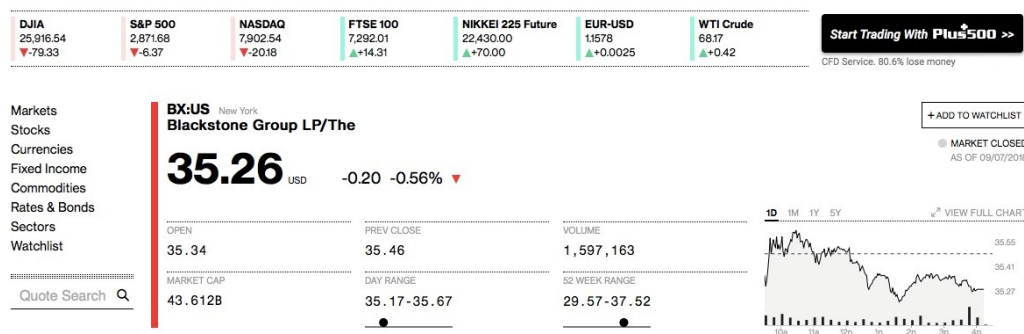 DJIA
25,916.54
▼-79.33
S&P 500
2,871.68
▼-6.37
NASDAQ
7,902.54
▼-20.18
FTSE 100
7,292.01
▲+14.31
NIKKEI 225 Future
22,430.00
▲+70.00
EUR-USD
1.1578
▲+0.0025
WTI Crude
68.17
▲+0.42
Start Trading With Plus500 >>
CFD Service. 80.6% lose money
Markets
Stocks
Currencies
Fixed Income
Commodities
Rates & Bonds
Sectors
Watchlist
Quote Search
BX:US New York
Blackstone Group LP/The
35.26 USD -0.20 -0.56% ▼
+ ADD TO WATCHLIST
MARKET CLOSED
AS OF 09/07/2018
OPEN
35.34
PREV CLOSE
35.46
VOLUME
1,597,163
MARKET CAP
43.612B
DAY RANGE
35.17-35.67
52 WEEK RANGE
29.57-37.52
1D 1M 1Y 5Y VIEW FULL CHART
35.55
35.41
35.27
10a 11a 12p 1p 2p 3p 4p